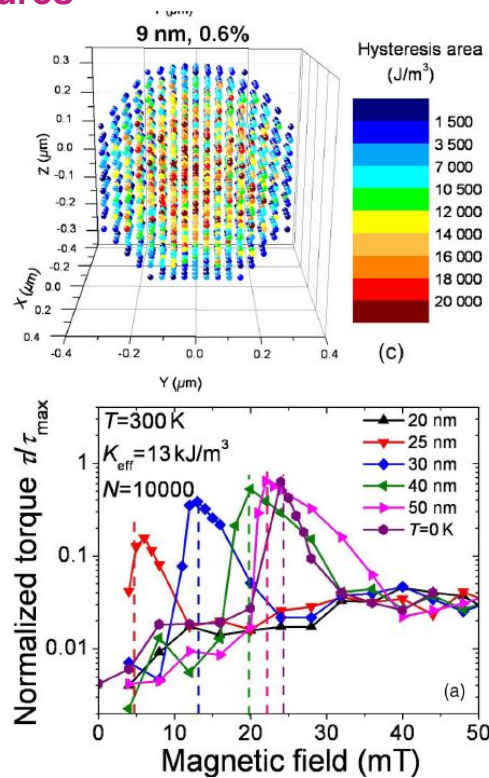 9 nm, 0.6%
Hysteresis area
(J/m³)
1 500
3 500
7 000
10 500
12 000
14 000
16 000
18 000
20 000
0.3
0.2
0.1
0.0
-0.1
-0.2
-0.3
Z (µm)
-0.4
-0.2
0.0
0.2
0.4
X (µm)
-0.4
-0.2
0.0
0.2
0.4
Y (µm)
(c)
T=300 K
K_eff=13 kJ/m³
N=10000
20 nm
25 nm
30 nm
40 nm
50 nm
T=0 K
1
0.1
0.01
Normalized torque τ/τ_max
(a)
0
10
20
30
40
50
Magnetic field (mT)